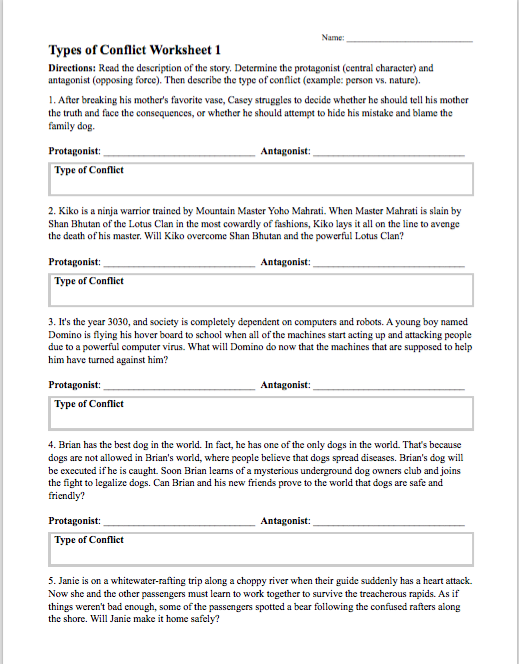 Name: ____________________________
Types of Conflict Worksheet 1
Directions: Read the description of the story. Determine the protagonist (central character) and
antagonist (opposing force). Then describe the type of conflict (example: person vs. nature).
1. After breaking his mother's favorite vase, Casey struggles to decide whether he should tell his mother
the truth and face the consequences, or whether he should attempt to hide his mistake and blame the
family dog.
Protagonist: ______________________________ Antagonist: ______________________________
Type of Conflict
2. Kiko is a ninja warrior trained by Mountain Master Yoho Mahrati. When Master Mahrati is slain by
Shan Bhutan of the Lotus Clan in the most cowardly of fashions, Kiko lays it all on the line to avenge
the death of his master. Will Kiko overcome Shan Bhutan and the powerful Lotus Clan?
Protagonist: ______________________________ Antagonist: ______________________________
Type of Conflict
3. It's the year 3030, and society is completely dependent on computers and robots. A young boy named
Domino is flying his hover board to school when all of the machines start acting up and attacking people
due to a powerful computer virus. What will Domino do now that the machines that are supposed to help
him have turned against him?
Protagonist: ______________________________ Antagonist: ______________________________
Type of Conflict
4. Brian has the best dog in the world. In fact, he has one of the only dogs in the world. That's because
dogs are not allowed in Brian's world, where people believe that dogs spread diseases. Brian's dog will
be executed if he is caught. Soon Brian learns of a mysterious underground dog owners club and joins
the fight to legalize dogs. Can Brian and his new friends prove to the world that dogs are safe and
friendly?
Protagonist: ______________________________ Antagonist: ______________________________
Type of Conflict
5. Janie is on a whitewater-rafting trip along a choppy river when their guide suddenly has a heart attack.
Now she and the other passengers must learn to work together to survive the treacherous rapids. As if
things weren't bad enough, some of the passengers spotted a bear following the confused rafters along
the shore. Will Janie make it home safely?